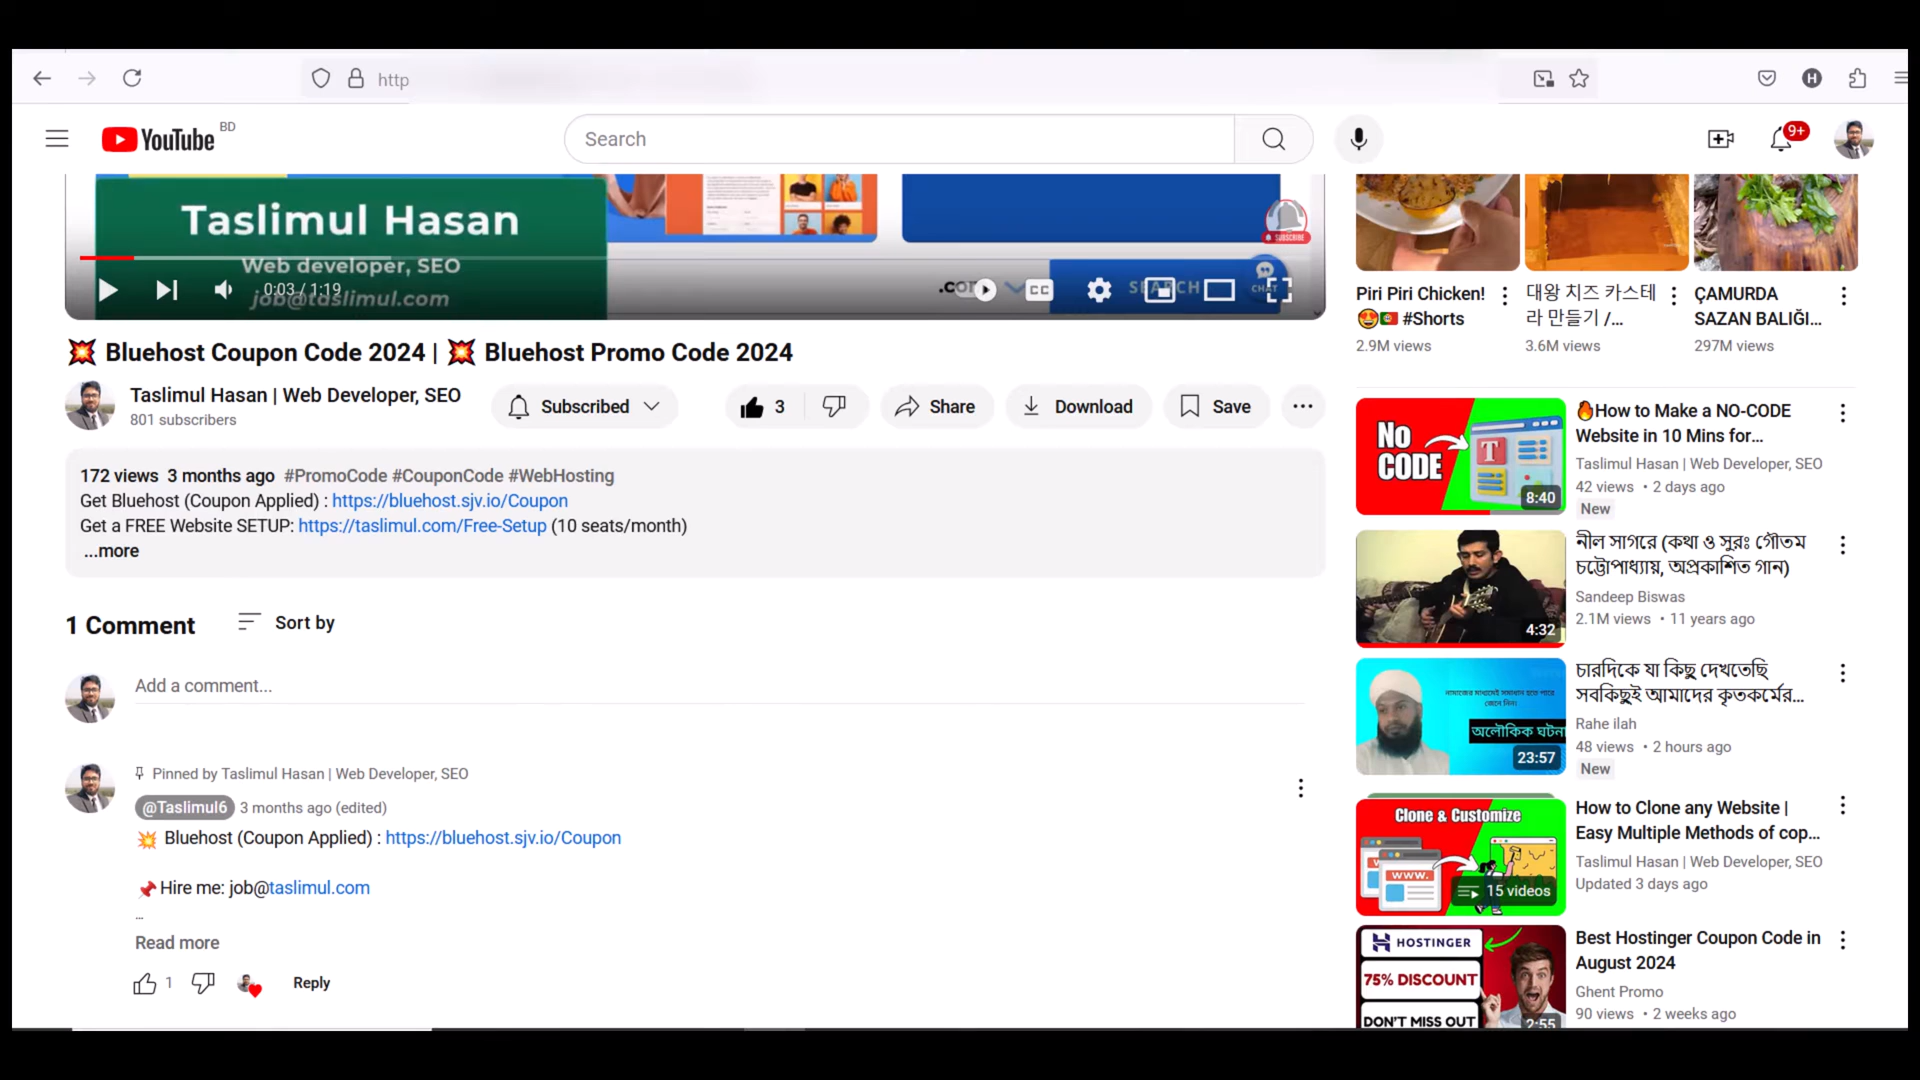 http
YouTube BD
Search
9+
Taslimul Hasan
Web developer, SEO
job@taslimul.com
0:03 / 1:19
SUBSCRIBE
CC
SEARCH
CHAT
💥 Bluehost Coupon Code 2024 | 💥 Bluehost Promo Code 2024
Taslimul Hasan | Web Developer, SEO
801 subscribers
Subscribed
3
Share
Download
Save
172 views 3 months ago #PromoCode #CouponCode #WebHosting
Get Bluehost (Coupon Applied) : https://bluehost.sjv.io/Coupon
Get a FREE Website SETUP: https://taslimul.com/Free-Setup (10 seats/month)
...more
1 Comment
Sort by
Add a comment...
Pinned by Taslimul Hasan | Web Developer, SEO
@Taslimul6 3 months ago (edited)
💥 Bluehost (Coupon Applied) : https://bluehost.sjv.io/Coupon
📌Hire me: job@taslimul.com
...
Read more
1
Reply
Piri Piri Chicken!
😍🇵🇹 #Shorts
2.9M views
대왕 치즈 카스테
라 만들기 /...
3.6M views
ÇAMURDA
SAZAN BALIĞI...
297M views
No
CODE
8:40
🔥How to Make a NO-CODE
Website in 10 Mins for...
Taslimul Hasan | Web Developer, SEO
42 views • 2 days ago
New
4:32
নীল সাগরে (কথা ও সুরঃ গৌতম
চট্টোপাধ্যায়, অপ্রকাশিত গান)
Sandeep Biswas
2.1M views • 11 years ago
অলৌকিক ঘটনা
23:57
চারদিকে যা কিছু দেখতেছি
সবকিছুই আমাদের কৃতকর্মের...
Rahe ilah
48 views • 2 hours ago
New
Clone & Customize
WWW.
15 videos
How to Clone any Website |
Easy Multiple Methods of cop...
Taslimul Hasan | Web Developer, SEO
Updated 3 days ago
HOSTINGER
75% DISCOUNT
DON'T MISS OUT
2:55
Best Hostinger Coupon Code in
August 2024
Ghent Promo
90 views • 2 weeks ago